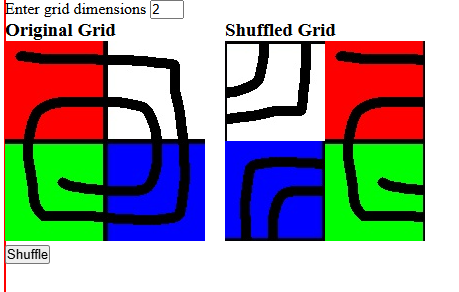 Enter grid dimensions 2
Original Grid
Shuffled Grid
Shuffle